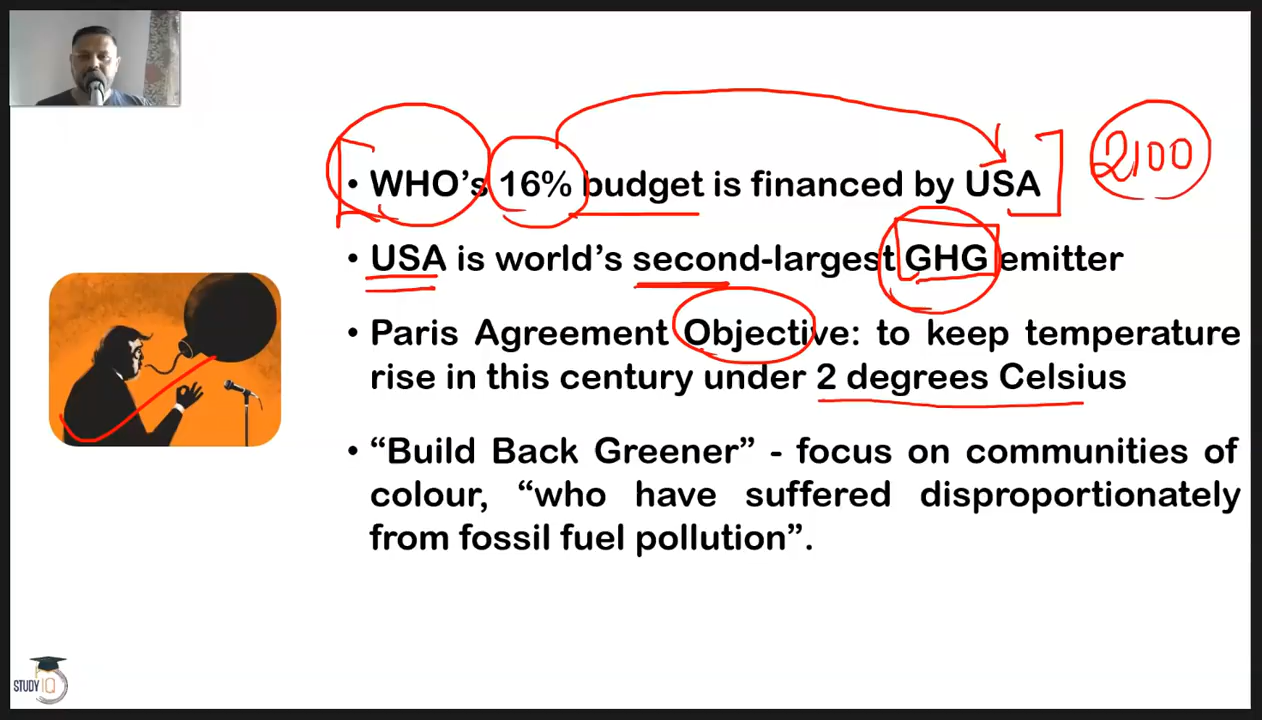 • WHO's 16% budget is financed by USA
2100
• USA is world's second-largest GHG emitter
• Paris Agreement Objective: to keep temperature
rise in this century under 2 degrees Celsius
• “Build Back Greener” - focus on communities of
colour, “who have suffered disproportionately
from fossil fuel pollution”.
STUDY IQ